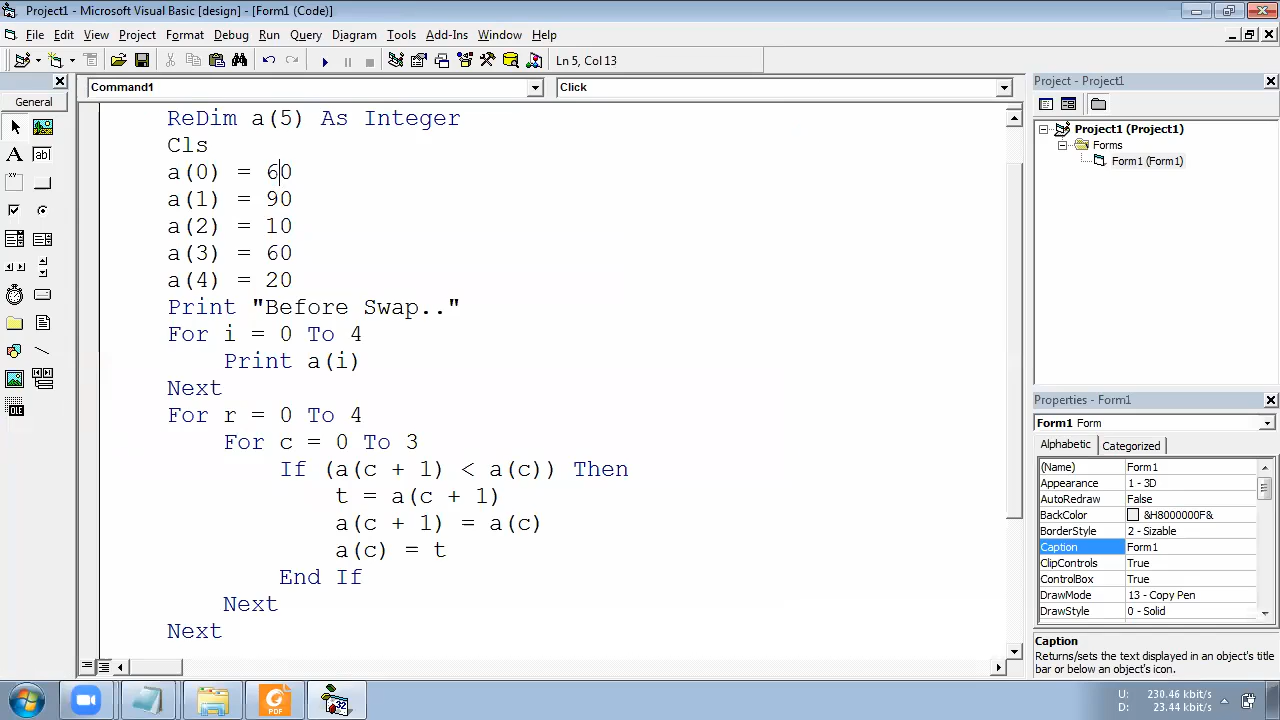 Project1 - Microsoft Visual Basic [design] - [Form1 (Code)]
File Edit View Project Format Debug Run Query Diagram Tools Add-Ins Window Help
Ln 5, Col 13
General
Command1 Click
ReDim a(5) As Integer
Cls
a(0) = 60
a(1) = 90
a(2) = 10
a(3) = 60
a(4) = 20
Print "Before Swap.."
For i = 0 To 4
Print a(i)
Next
For r = 0 To 4
For c = 0 To 3
If (a(c + 1) < a(c)) Then
t = a(c + 1)
a(c + 1) = a(c)
a(c) = t
End If
Next
Next
Project - Project1
Project1 (Project1)
Forms
Form1 (Form1)
Properties - Form1
Form1 Form
Alphabetic Categorized
(Name) Form1
Appearance 1 - 3D
AutoRedraw False
BackColor &H8000000F&
BorderStyle 2 - Sizable
Caption Form1
ClipControls True
ControlBox True
DrawMode 13 - Copy Pen
DrawStyle 0 - Solid
Caption
Returns/sets the text displayed in an object's title
bar or below an object's icon.
OLE
PDF
32
U: 230.46 kbit/s
D: 23.44 kbit/s